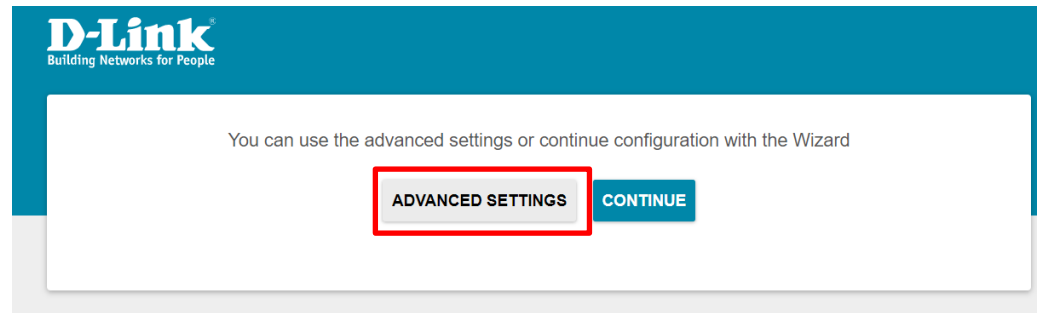 D-Link®
Building Networks for People
You can use the advanced settings or continue configuration with the Wizard
ADVANCED SETTINGS CONTINUE